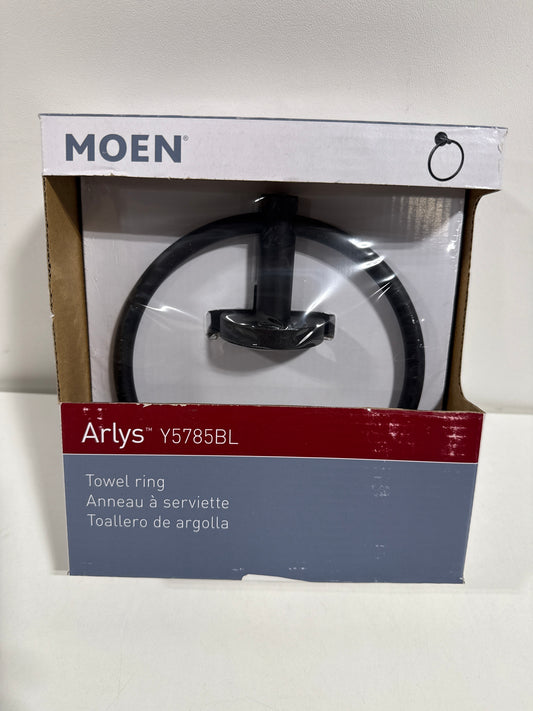 MOEN®
Arlys™ Y5785BL
Towel ring
Anneau à serviette
Toallero de argolla